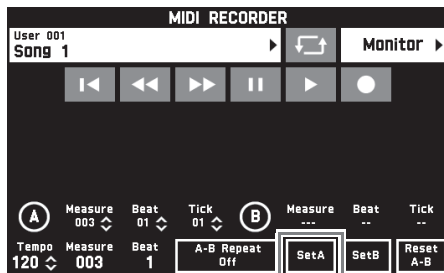 MIDI RECORDER
User 001
Song 1
Monitor
A Measure Beat Tick B Measure Beat Tick
003 01 01 --- -- --
Tempo Measure Beat A-B Repeat SetA SetB Reset
120 003 1 Off A-B